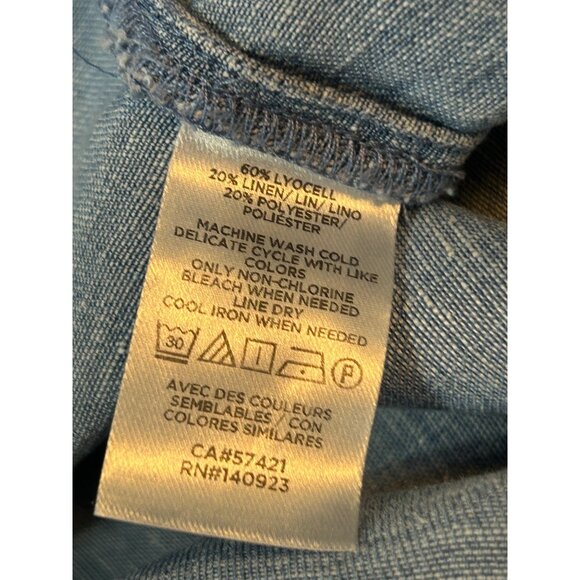 60% LYOCELL
20% LINEN/ LIN/ LINO
20% POLYESTER/
POLIESTER
MACHINE WASH COLD
DELICATE CYCLE WITH LIKE
COLORS
ONLY NON-CHLORINE
BLEACH WHEN NEEDED
LINE DRY
COOL IRON WHEN NEEDED
30 P
AVEC DES COULEURS
SEMBLABLES/ CON
COLORES SIMILARES
CA#57421
RN#140923